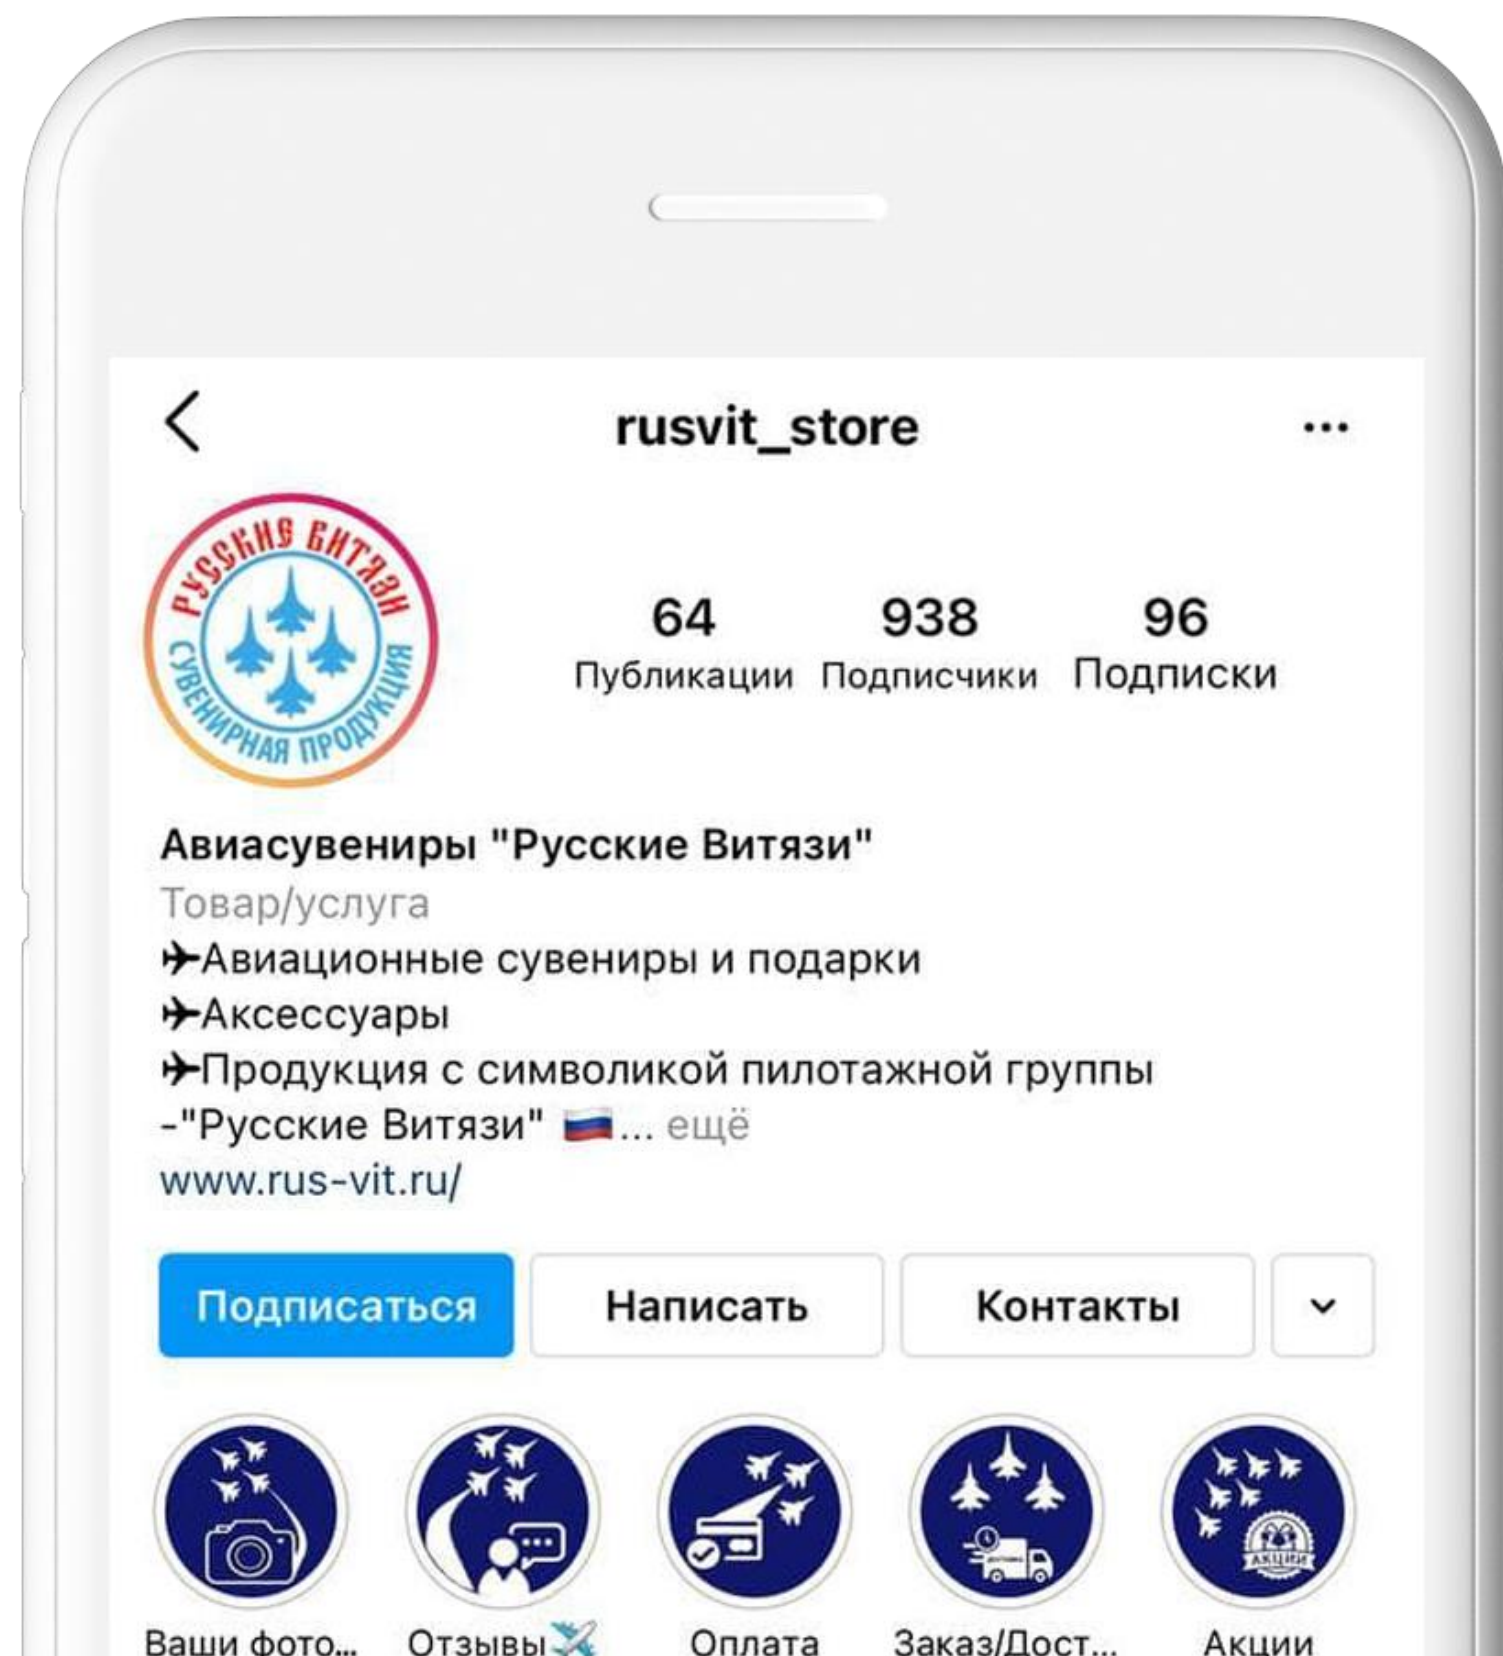 rusvit_store
...
РУССКИЕ ВИТЯЗИ
СУВЕНИРНАЯ ПРОДУКЦИЯ
64 938 96
Публикации Подписчики Подписки
Авиасувениры "Русские Витязи"
Товар/услуга
✈Авиационные сувениры и подарки
✈Аксессуары
✈Продукция с символикой пилотажной группы
-"Русские Витязи" 🇷🇺... ещё
www.rus-vit.ru/
Подписаться Написать Контакты
АКЦИИ
Ваши фото... Отзывы✈️ Оплата Заказ/Дост... Акции